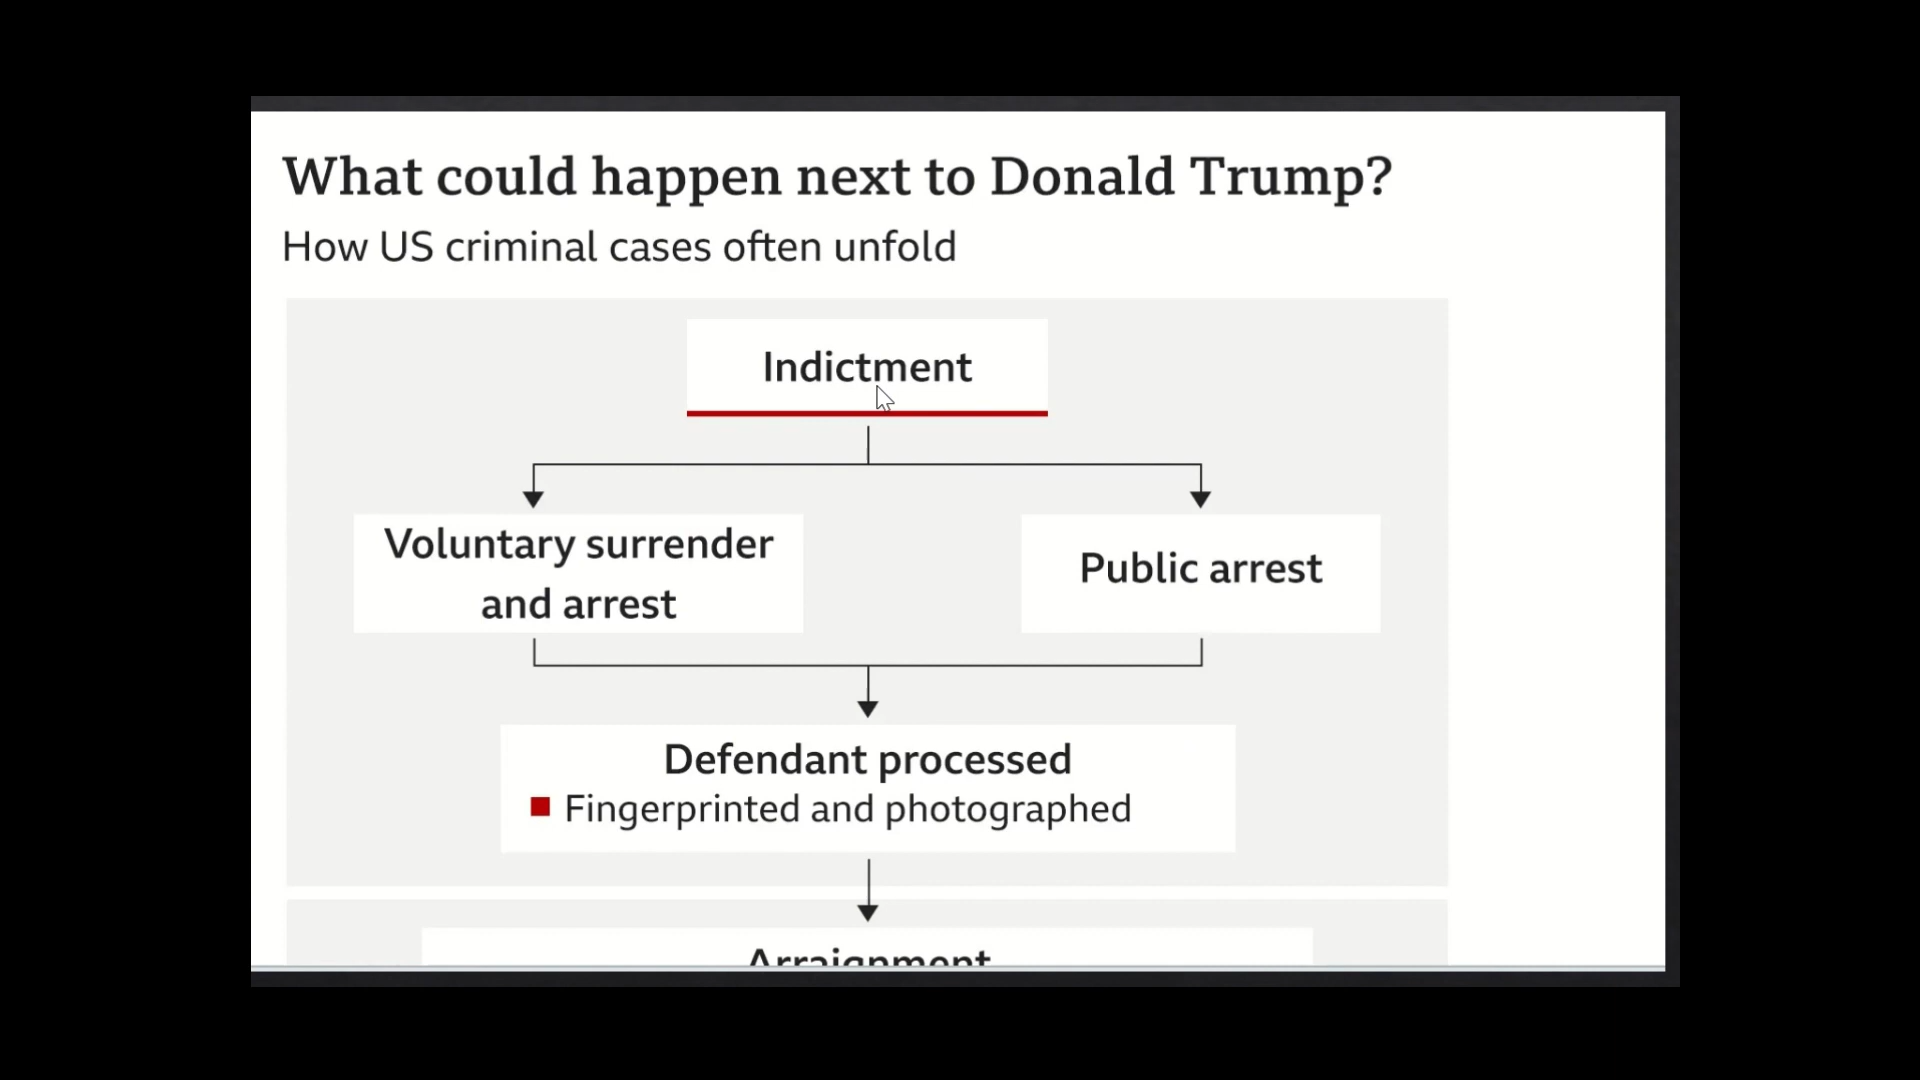 What could happen next to Donald Trump?
How US criminal cases often unfold
Indictment
Voluntary surrender
and arrest
Public arrest
Defendant processed
Fingerprinted and photographed
Arraignment